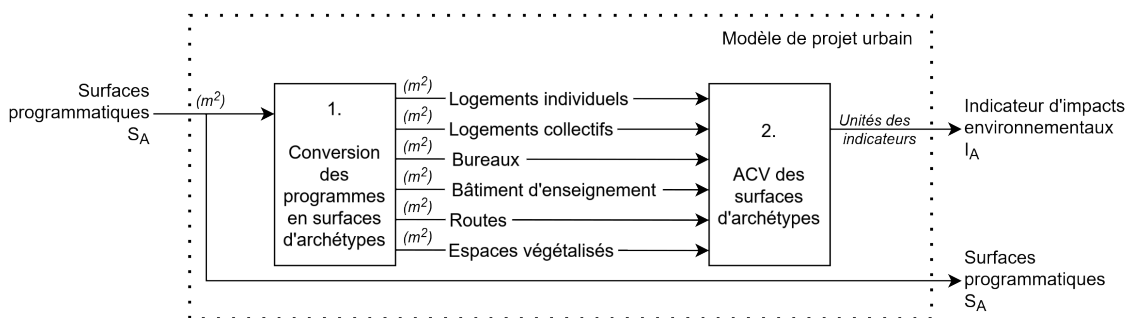 Modèle de projet urbain
Surfaces
programmatiques
S_A
(m²)
1.
Conversion
des
programmes
en surfaces
d'archétypes
(m²)
Logements individuels
(m²)
Logements collectifs
(m²)
Bureaux
(m²)
Bâtiment d'enseignement
(m²)
Routes
(m²)
Espaces végétalisés
2.
ACV des
surfaces
d'archétypes
Unités des
indicateurs
Indicateur d'impacts
environnementaux
I_A
Surfaces
programmatiques
S_A